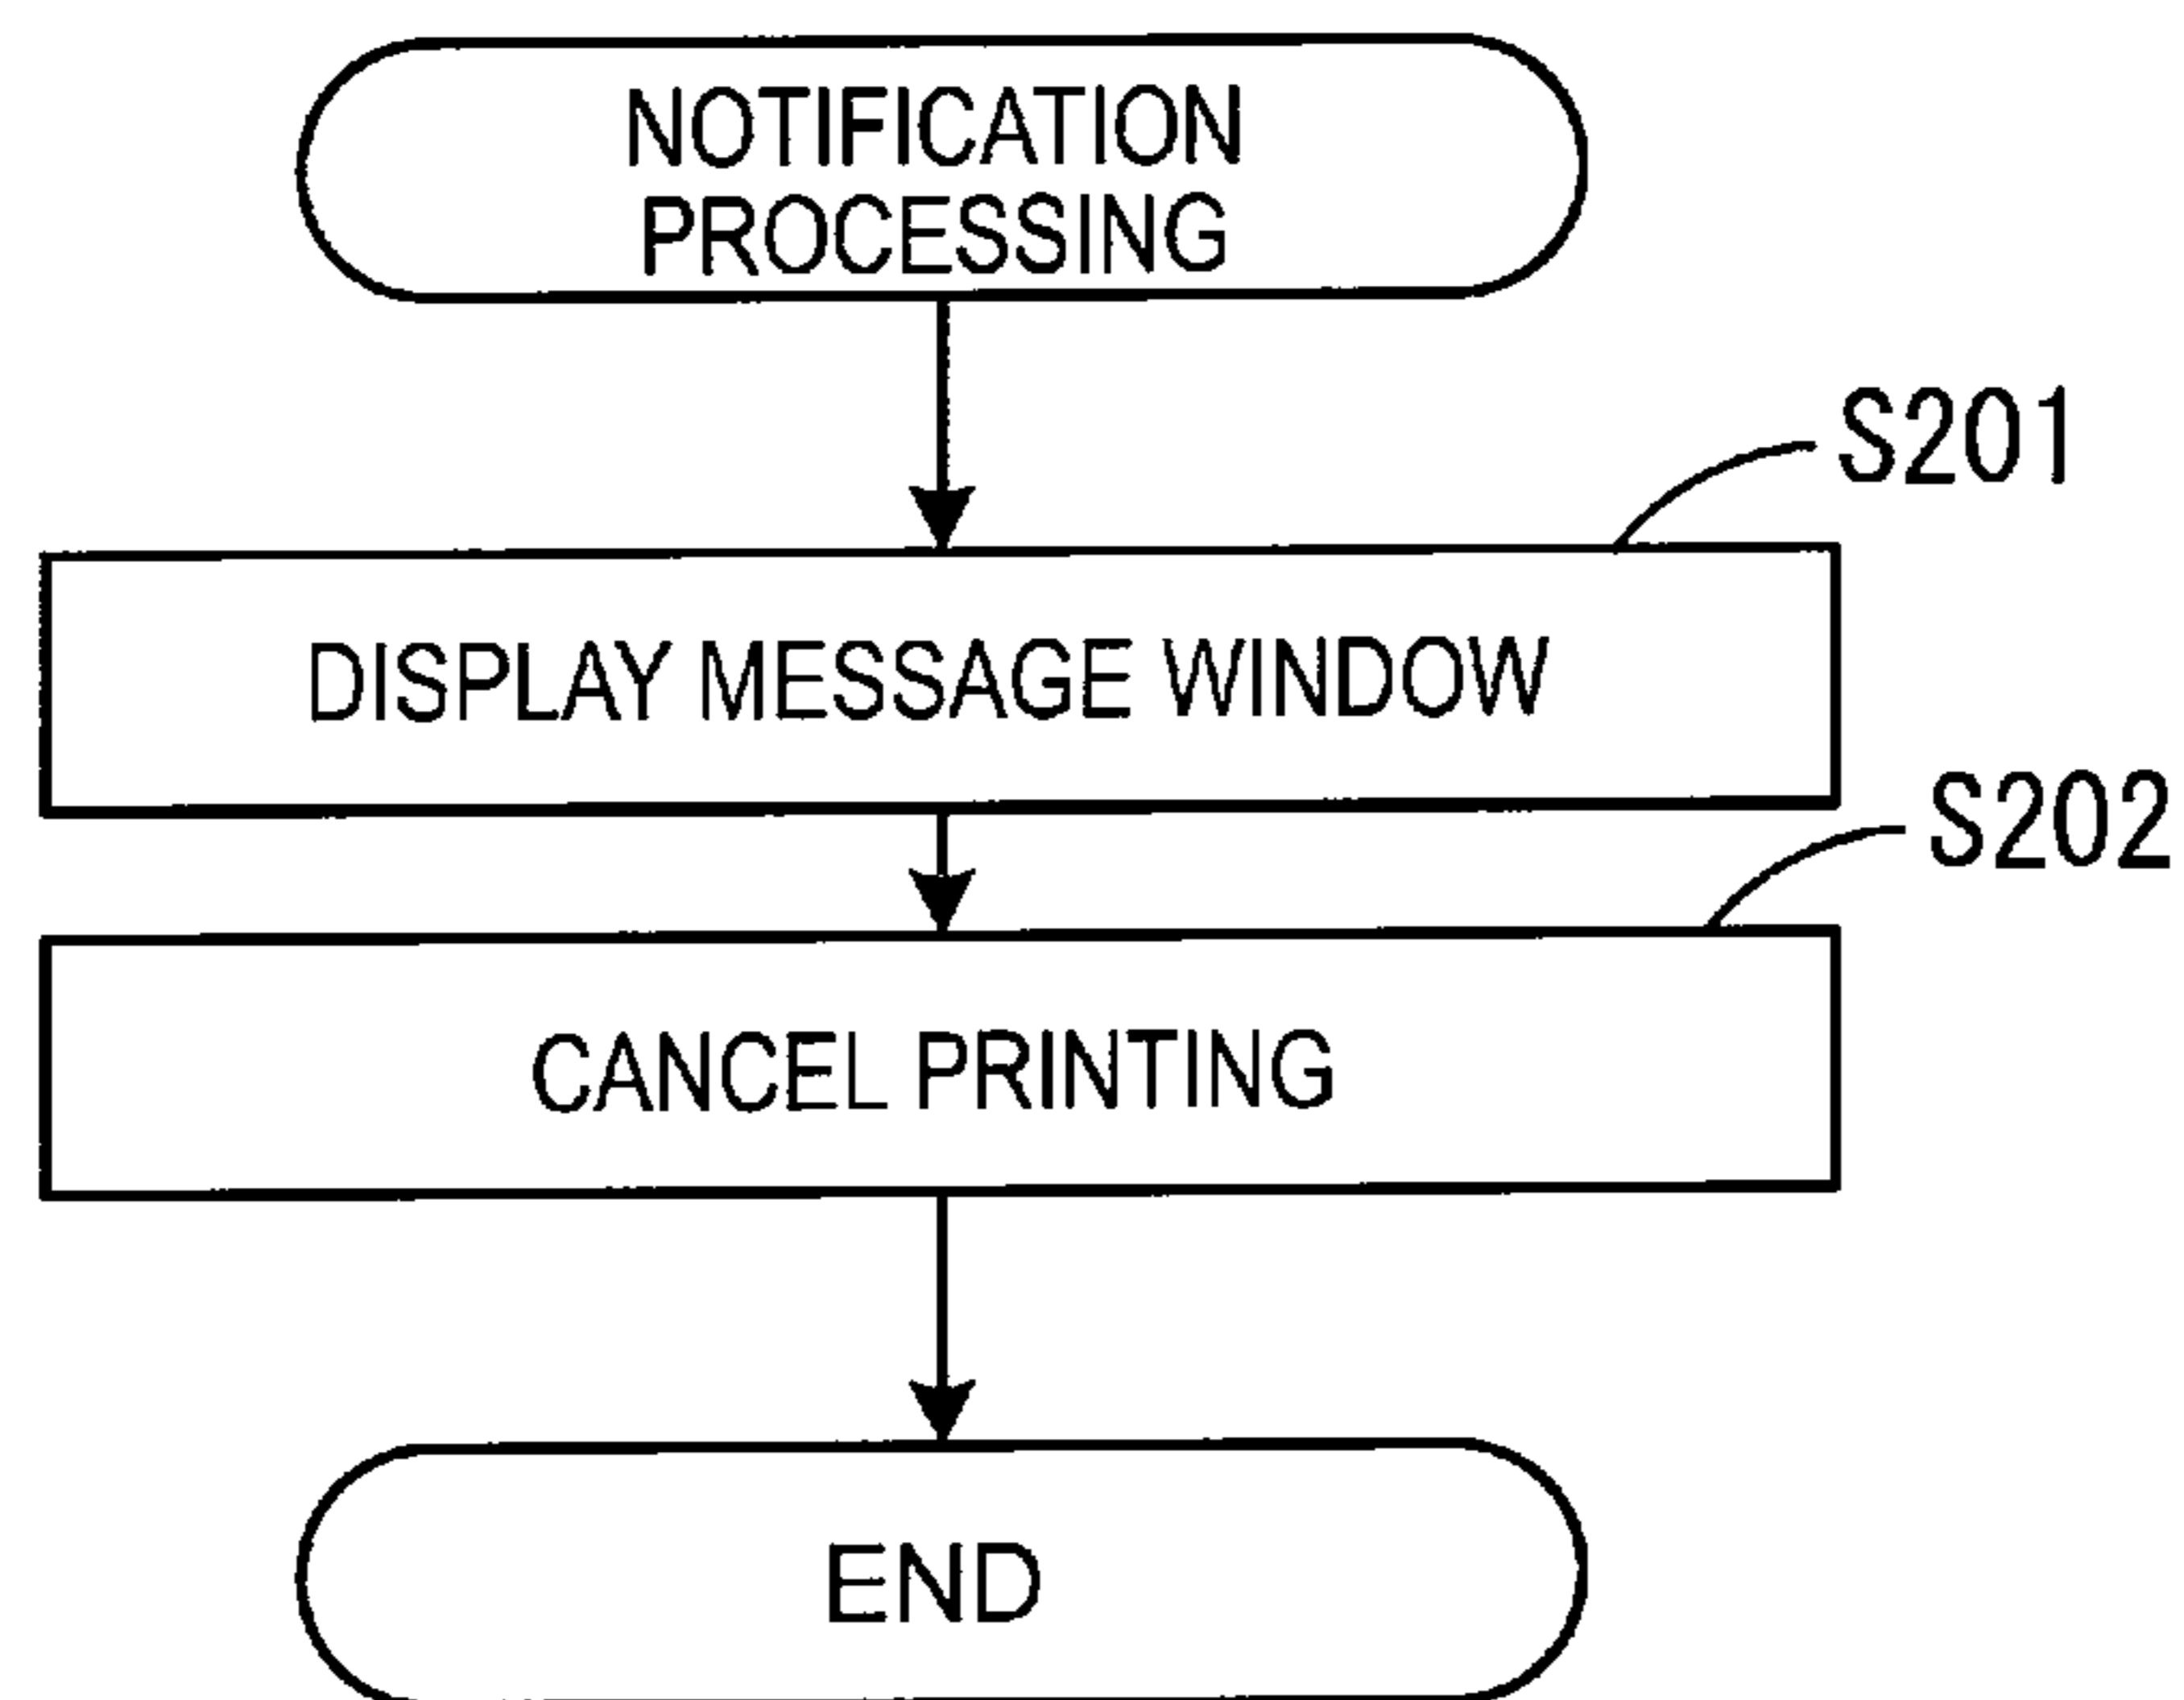 NOTIFICATION
PROCESSING
S201
DISPLAY MESSAGE WINDOW
S202
CANCEL PRINTING
END